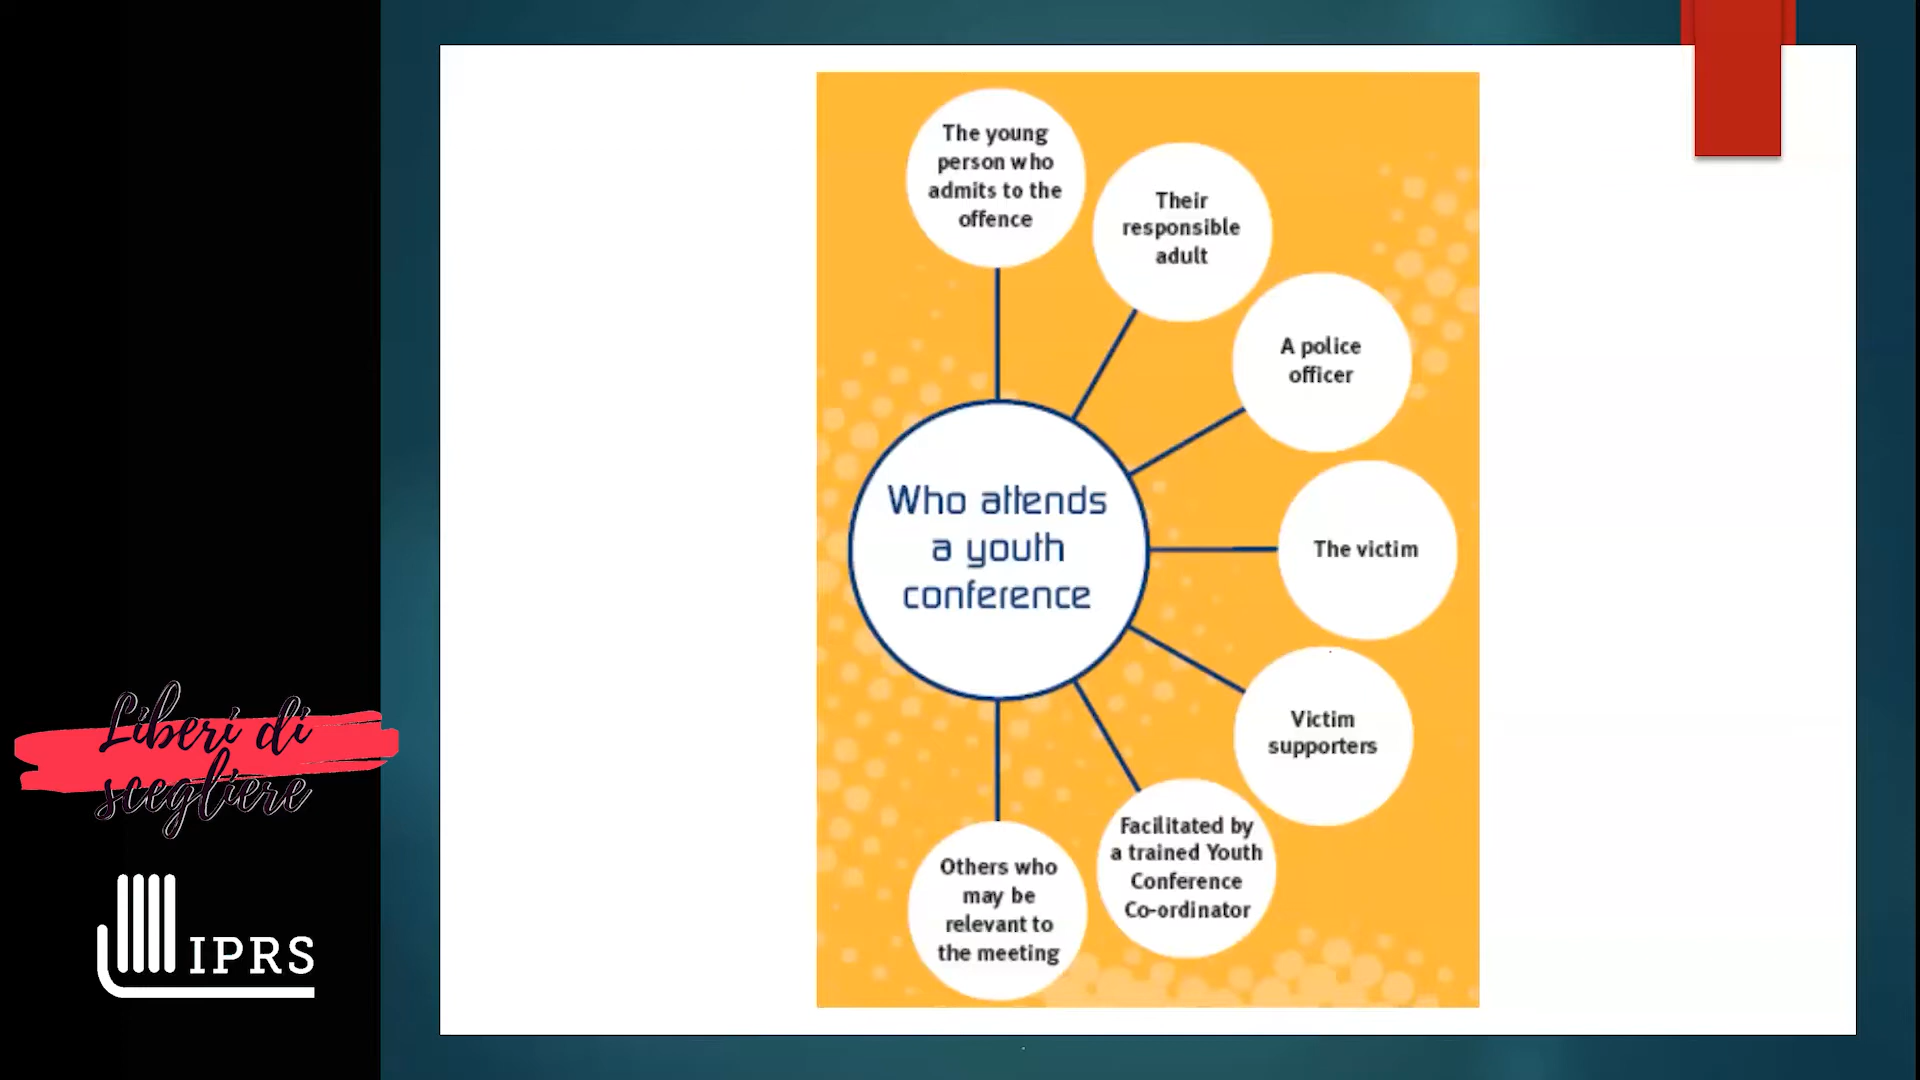 The young
person who
admits to the
offence
Their
responsible
adult
A police
officer
Who attends
a youth
conference
The victim
Victim
supporters
Facilitated by
a trained Youth
Conference
Co-ordinator
Others who
may be
relevant to
the meeting
Liberi di
scegliere
IPRS